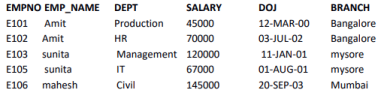 EMPNO EMP_NAME DEPT SALARY DOJ BRANCH
E101 Amit Production 45000 12-MAR-00 Bangalore
E102 Amit HR 70000 03-JUL-02 Bangalore
E103 sunita Management 120000 11-JAN-01 mysore
E105 sunita IT 67000 01-AUG-01 mysore
E106 mahesh Civil 145000 20-SEP-03 Mumbai